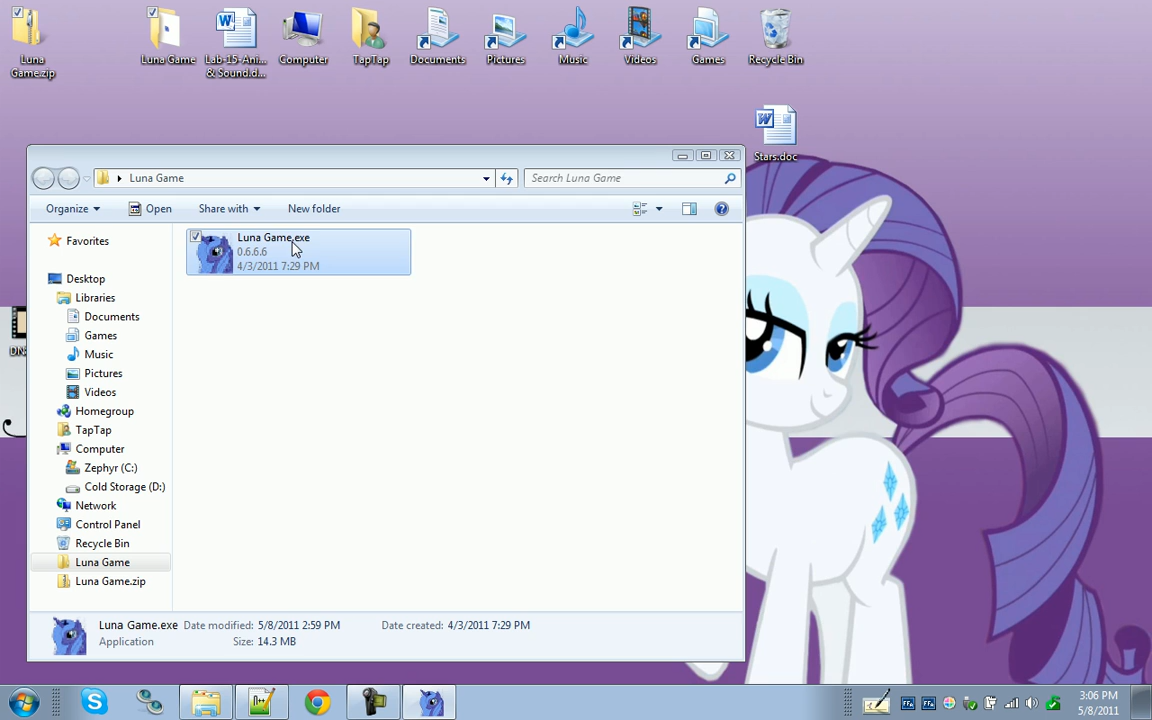 Luna
Game.zip
Luna Game
Lab-15-Ani...
& Sound.d...
Computer
TapTap
Documents
Pictures
Music
Videos
Games
Recycle Bin
Stars.doc
Luna Game
Search Luna Game
Organize
Open
Share with
New folder
Favorites
Desktop
Libraries
Documents
Games
Music
Pictures
Videos
Homegroup
TapTap
Computer
Zephyr (C:)
Cold Storage (D:)
Network
Control Panel
Recycle Bin
Luna Game
Luna Game.zip
Luna Game.exe
0.6.6.6
4/3/2011 7:29 PM
Luna Game.exe Date modified: 5/8/2011 2:59 PM Date created: 4/3/2011 7:29 PM
Application Size: 14.3 MB
3:06 PM
5/8/2011